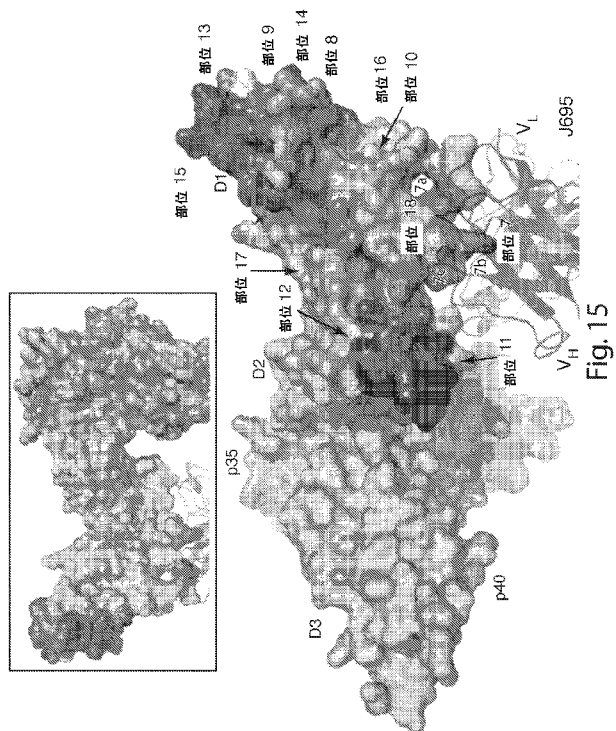 部位 13
部位 9
部位 14
部位 8
部位 15
D1
部位 16
部位 10
部位 17
部位 18
7a
V_L
部位 12
7b
部位
J695
D2
部位 11
V_H
p35
D3
p40
Fig. 15